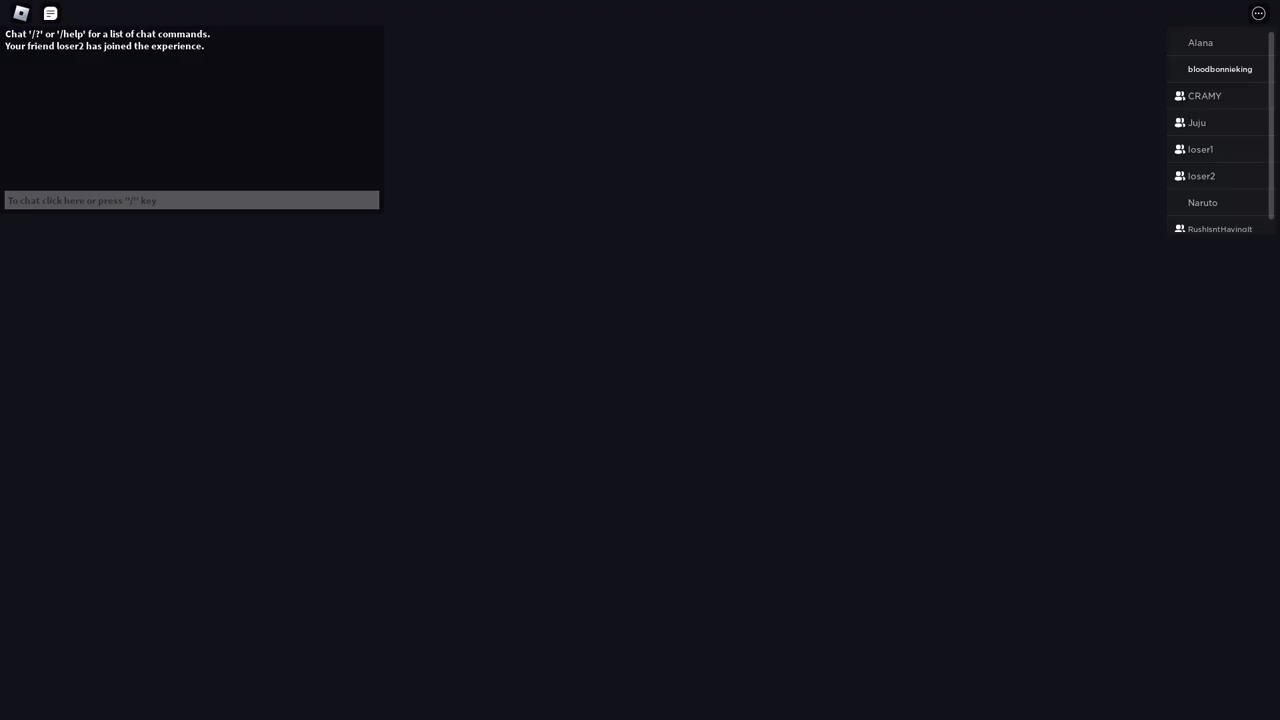 Chat '/?' or '/help' for a list of chat commands.
Your friend loser2 has joined the experience.
To chat click here or press "/" key
Alana
bloodbonnieking
CRAMY
Juju
loser1
loser2
Naruto
RushIsntHavingIt